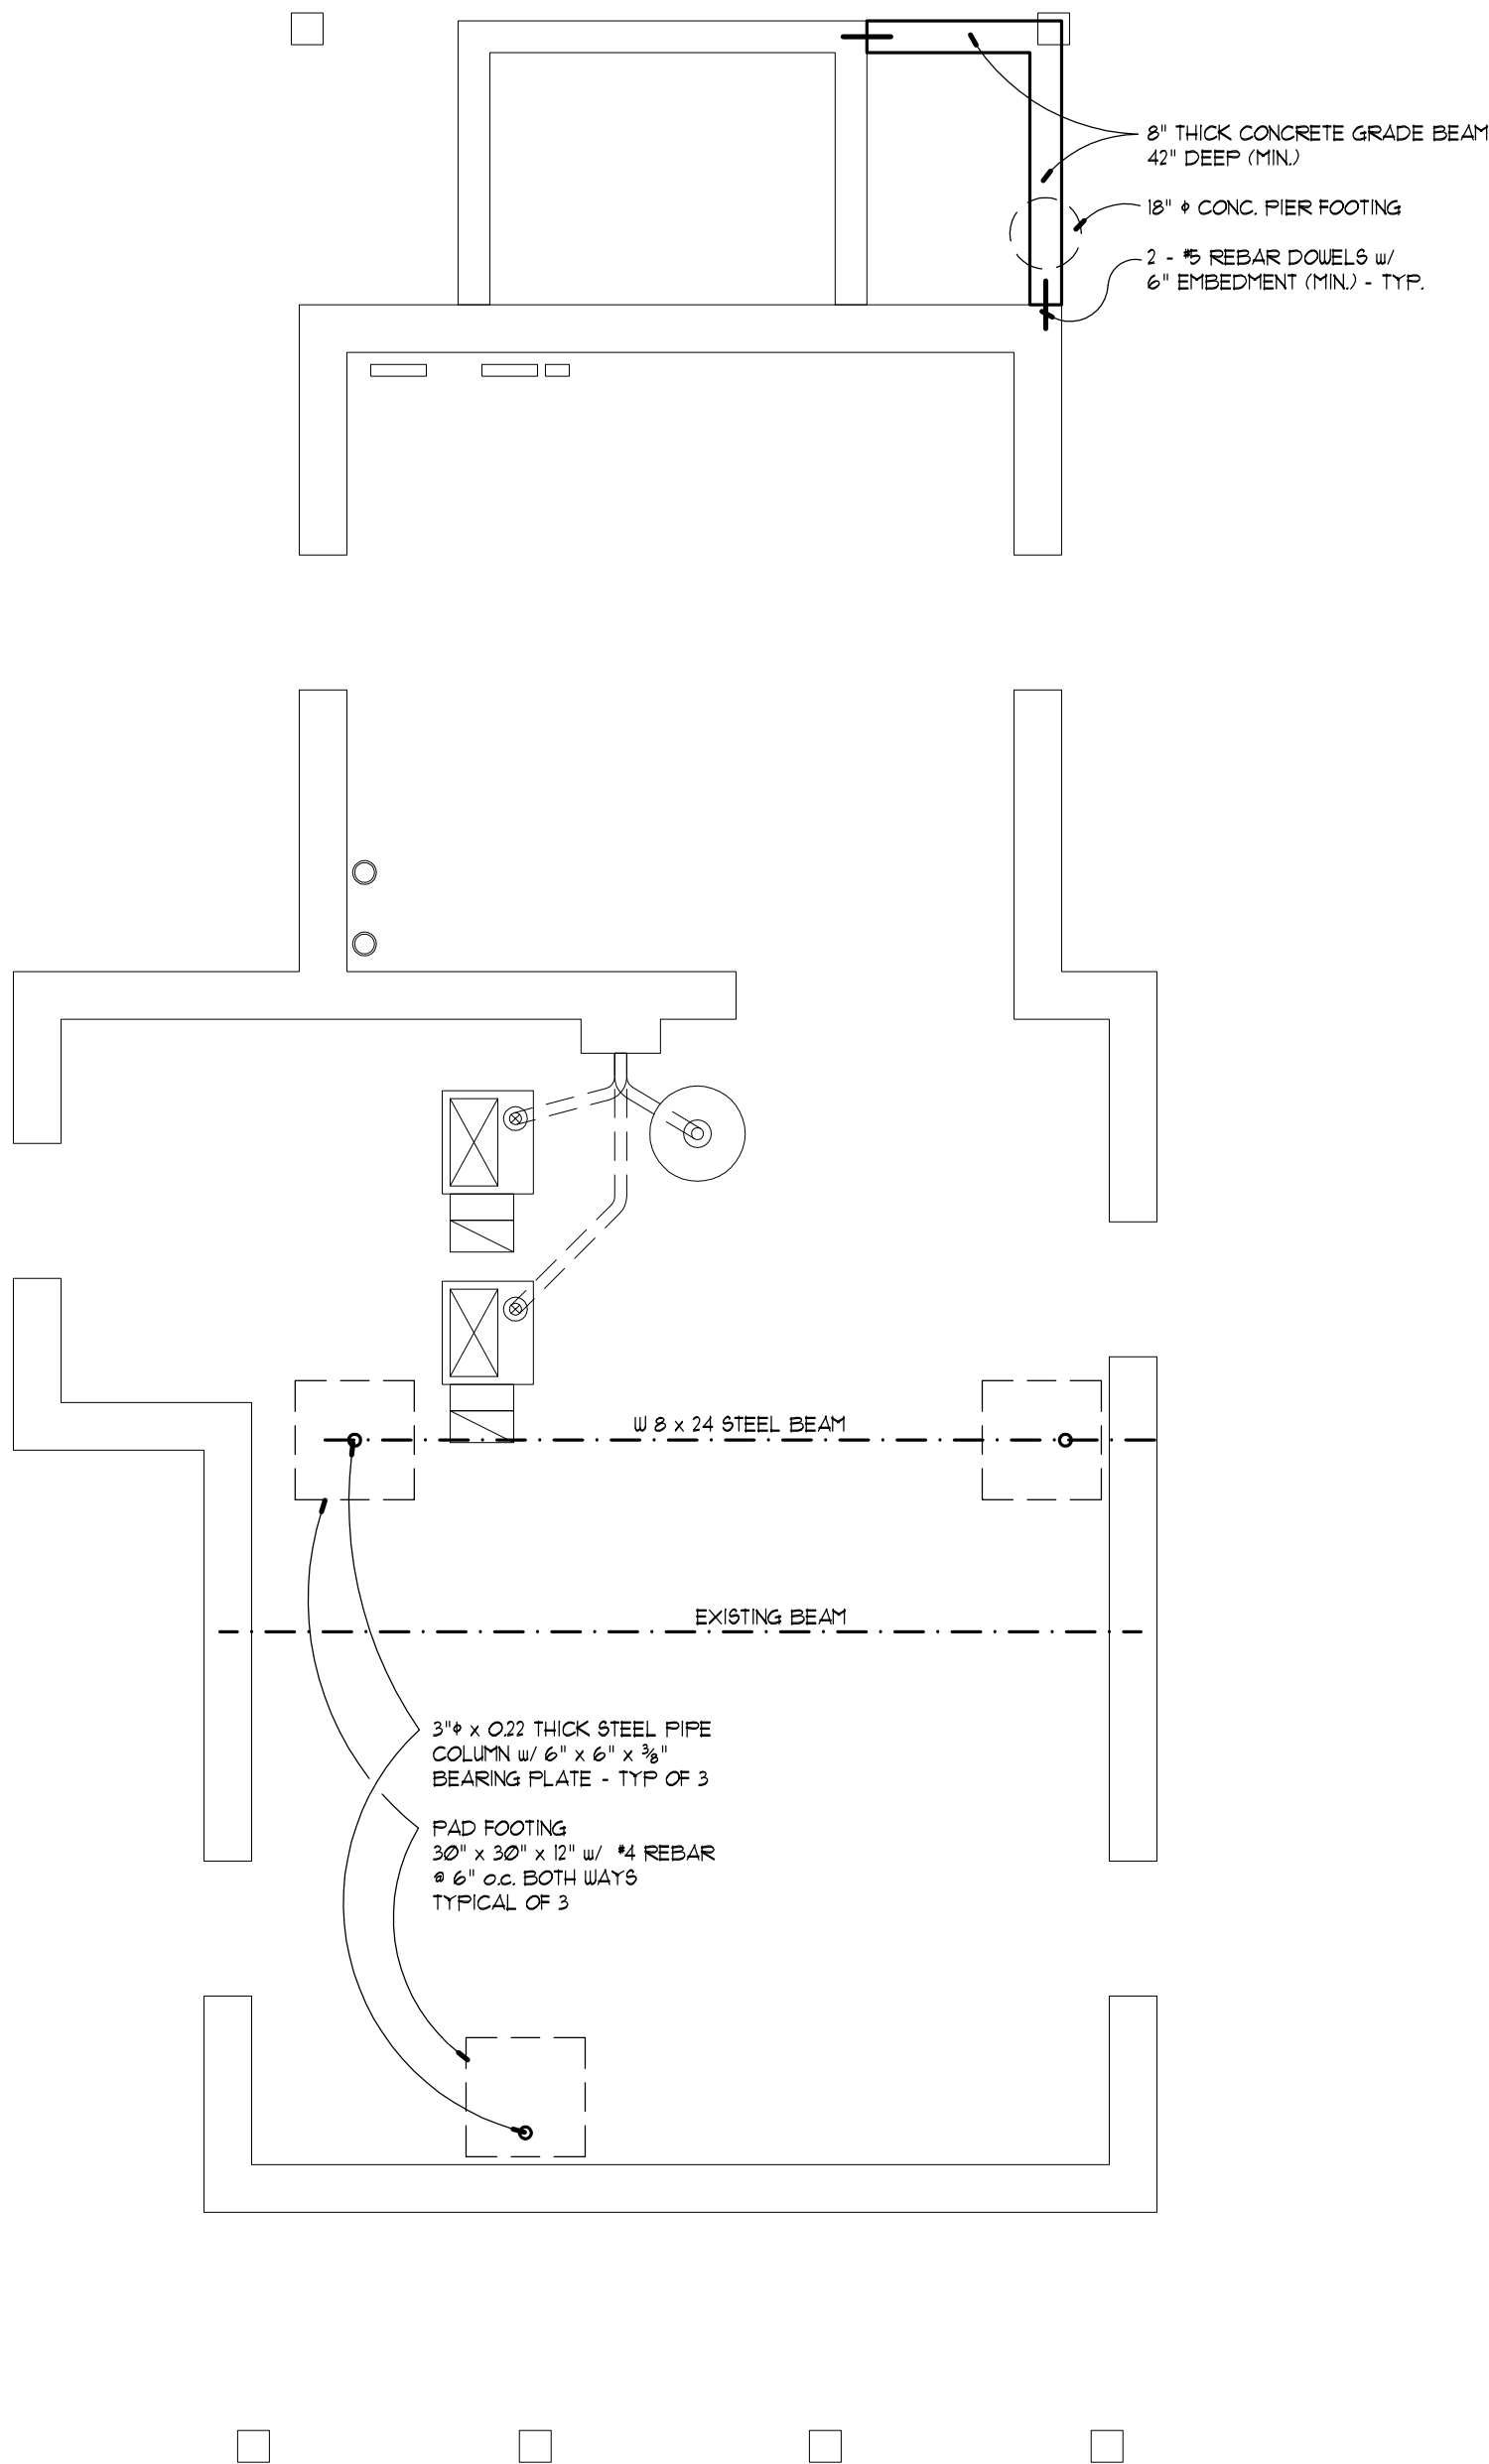 8" THICK CONCRETE GRADE BEAM
42" DEEP (MIN.)
18" ϕ CONC. PIER FOOTING
2 - #5 REBAR DOWELS w/
6" EMBEDMENT (MIN.) - TYP.
W 8 x 24 STEEL BEAM
EXISTING BEAM
3"ϕ x 0.22 THICK STEEL PIPE
COLUMN w/ 6" x 6" x 3/8"
BEARING PLATE - TYP OF 3
PAD FOOTING
30" x 30" x 12" w/ #4 REBAR
@ 6" o.c. BOTH WAYS
TYPICAL OF 3